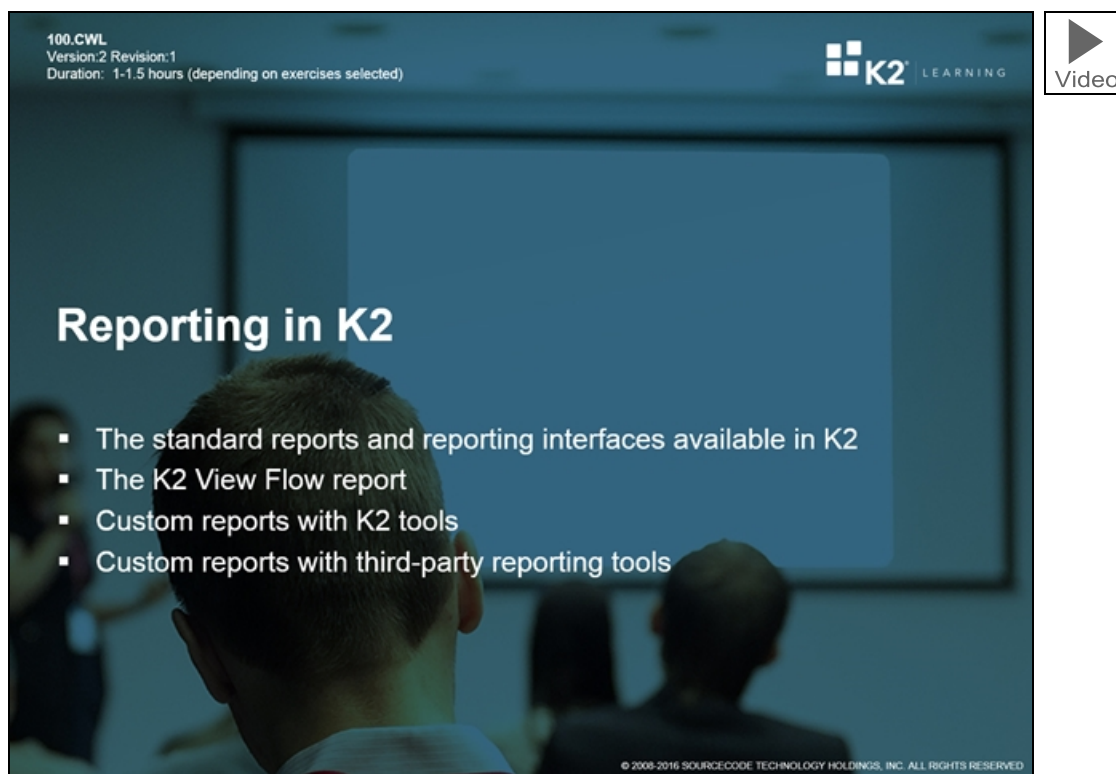 100.CWL
Version:2 Revision:1
Duration: 1-1.5 hours (depending on exercises selected)
K2 LEARNING
Video
Reporting in K2
▪ The standard reports and reporting interfaces available in K2
▪ The K2 View Flow report
▪ Custom reports with K2 tools
▪ Custom reports with third-party reporting tools
© 2008-2016 SOURCECODE TECHNOLOGY HOLDINGS, INC. ALL RIGHTS RESERVED